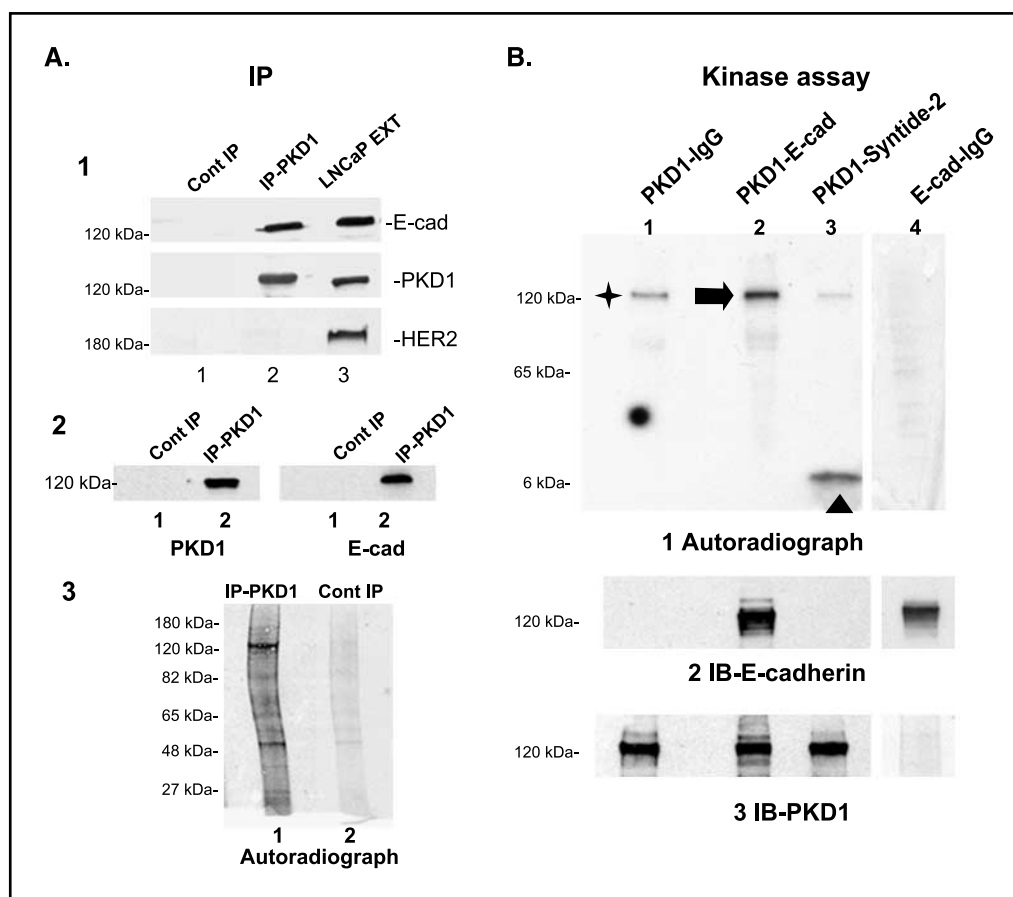 A.
IP
1
Cont IP
IP-PKD1
LNCaP EXT
120 kDa-
-E-cad
120 kDa-
-PKD1
180 kDa-
-HER2
1 2 3
2
Cont IP
IP-PKD1
Cont IP
IP-PKD1
120 kDa-
1 2
1 2
PKD1
E-cad
3
IP-PKD1 Cont IP
180 kDa-
120 kDa-
82 kDa-
65 kDa-
48 kDa-
27 kDa-
1 2
Autoradiograph
B.
Kinase assay
PKD1-IgG
PKD1-E-cad
PKD1-Syntide-2
E-cad-IgG
1 2 3 4
120 kDa-
65 kDa-
6 kDa-
1 Autoradiograph
120 kDa-
2 IB-E-cadherin
120 kDa-
3 IB-PKD1